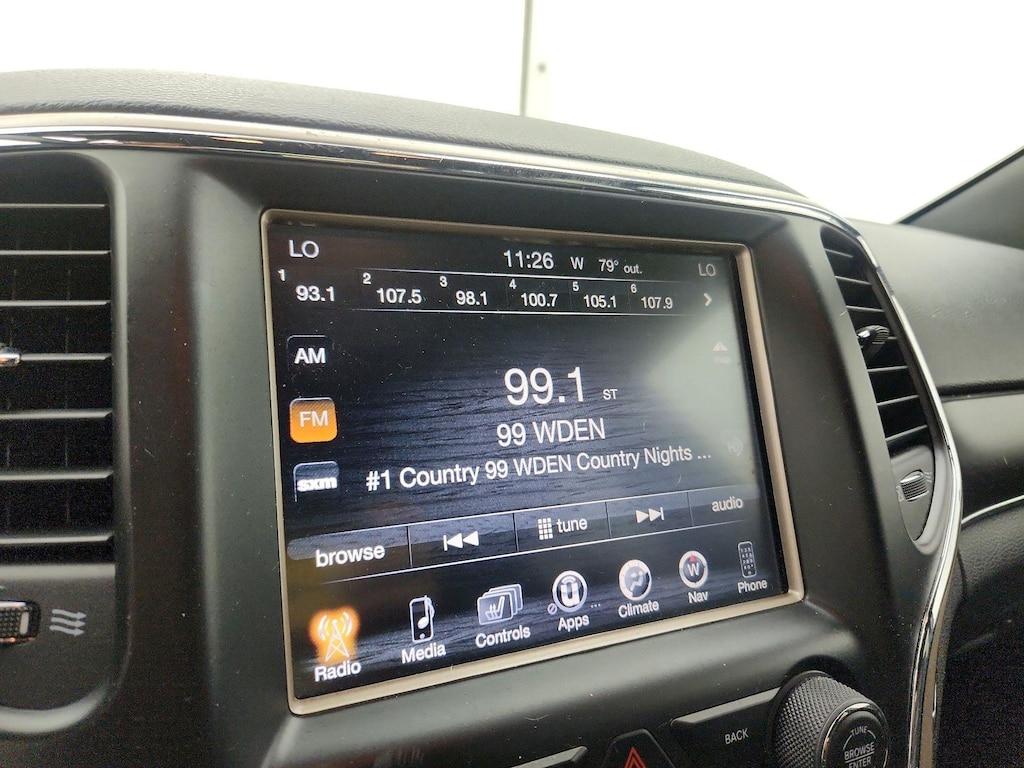 LO 11:26 W 79° out. LO
1 93.1 2 107.5 3 98.1 4 100.7 5 105.1 6 107.9
AM
99.1 ST
FM
99 WDEN
sxm
#1 Country 99 WDEN Country Nights ...
browse tune audio
Radio Media Controls Apps ... Climate W Nav Phone
BACK
TUNE
BROWSE
ENTER